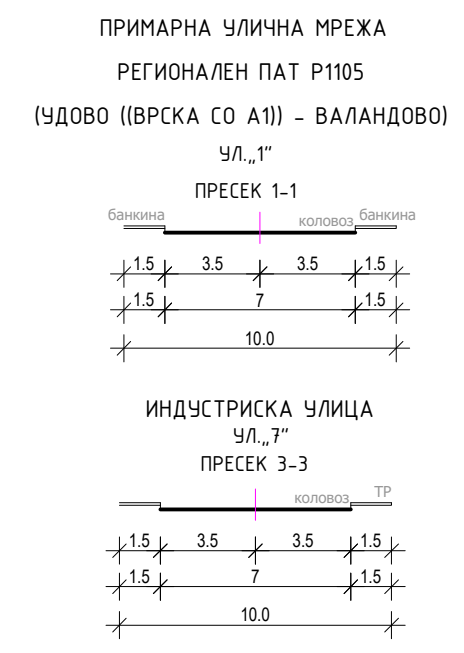 ПРИМАРНА УЛИЧНА МРЕЖА
РЕГИОНАЛЕН ПАТ Р1105
(УДОВО ((ВРСКА СО А1)) - ВАЛАНДОВО)
УЛ.„1“
ПРЕСЕК 1-1
банкина коловоз банкина
1.5 3.5 3.5 1.5
1.5 7 1.5
10.0
ИНДУСТРИСКА УЛИЦА
УЛ.„7“
ПРЕСЕК 3-3
коловоз ТР
1.5 3.5 3.5 1.5
1.5 7 1.5
10.0